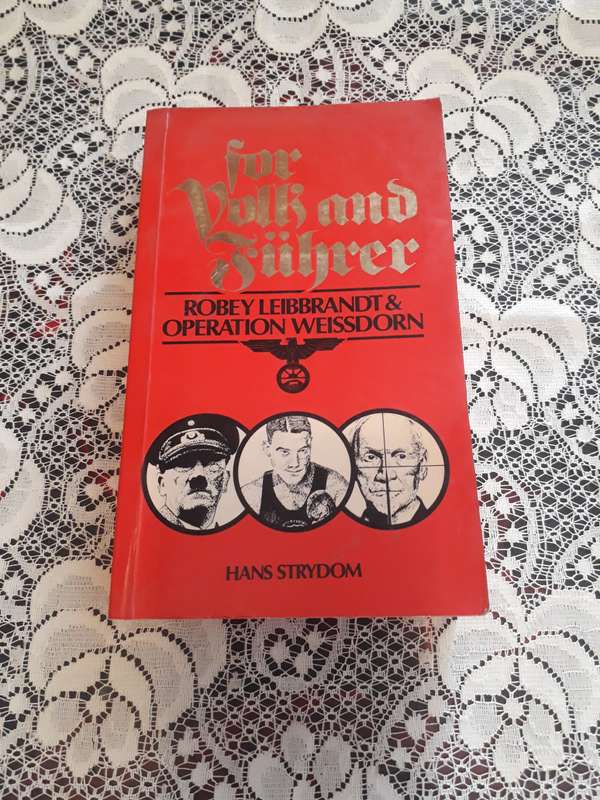 for
Volk and
Führer
ROBEY LEIBBRANDT &
OPERATION WEISSDORN
HANS STRYDOM